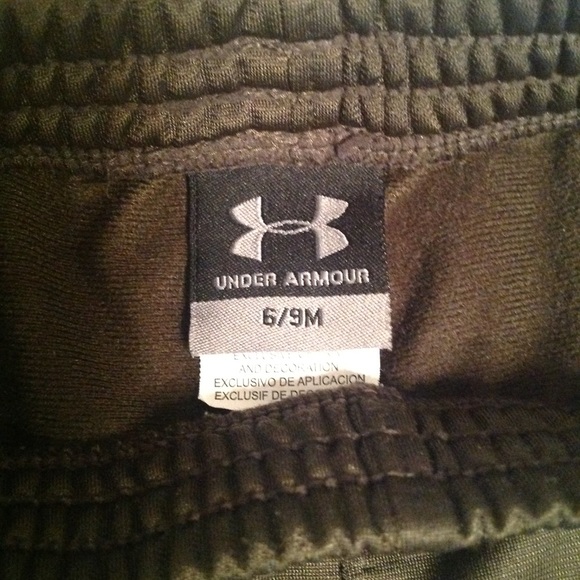 UNDER ARMOUR
6/9M
AND DECORATION
EXCLUSIVO DE APLICACION
EXCLUSIF DE